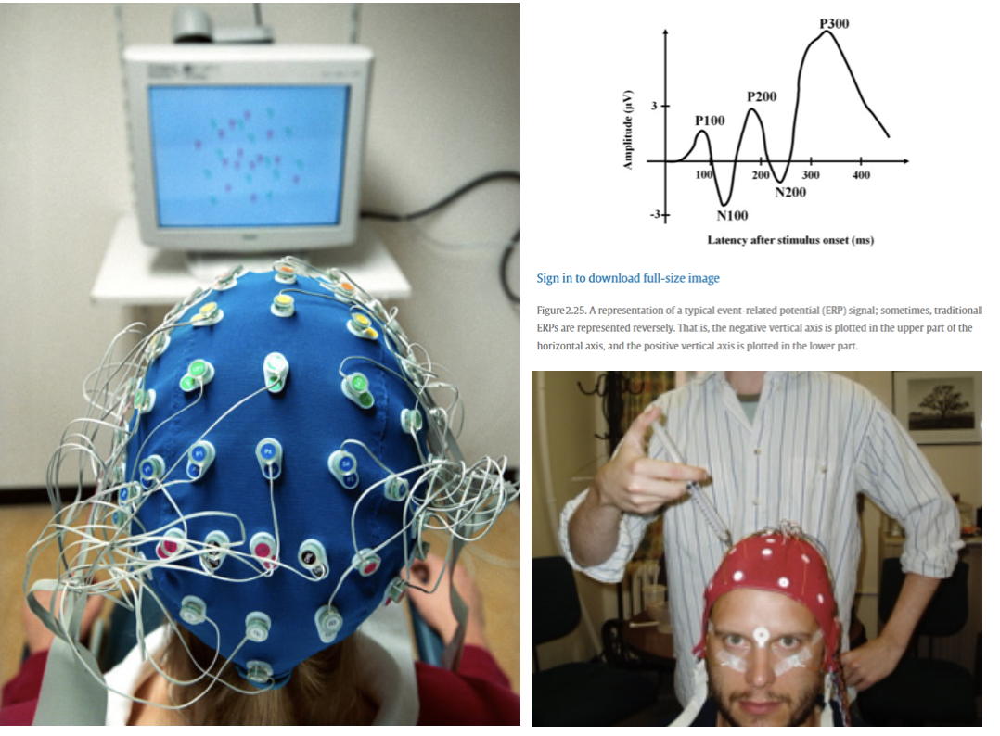 P300
P200
3
P100
Amplitude (µV)
100
200
300
400
N200
-3
N100
Latency after stimulus onset (ms)
Sign in to download full-size image
Figure2.25. A representation of a typical event-related potential (ERP) signal; sometimes, traditionall
ERPs are represented reversely. That is, the negative vertical axis is plotted in the upper part of the
horizontal axis, and the positive vertical axis is plotted in the lower part.
Pz